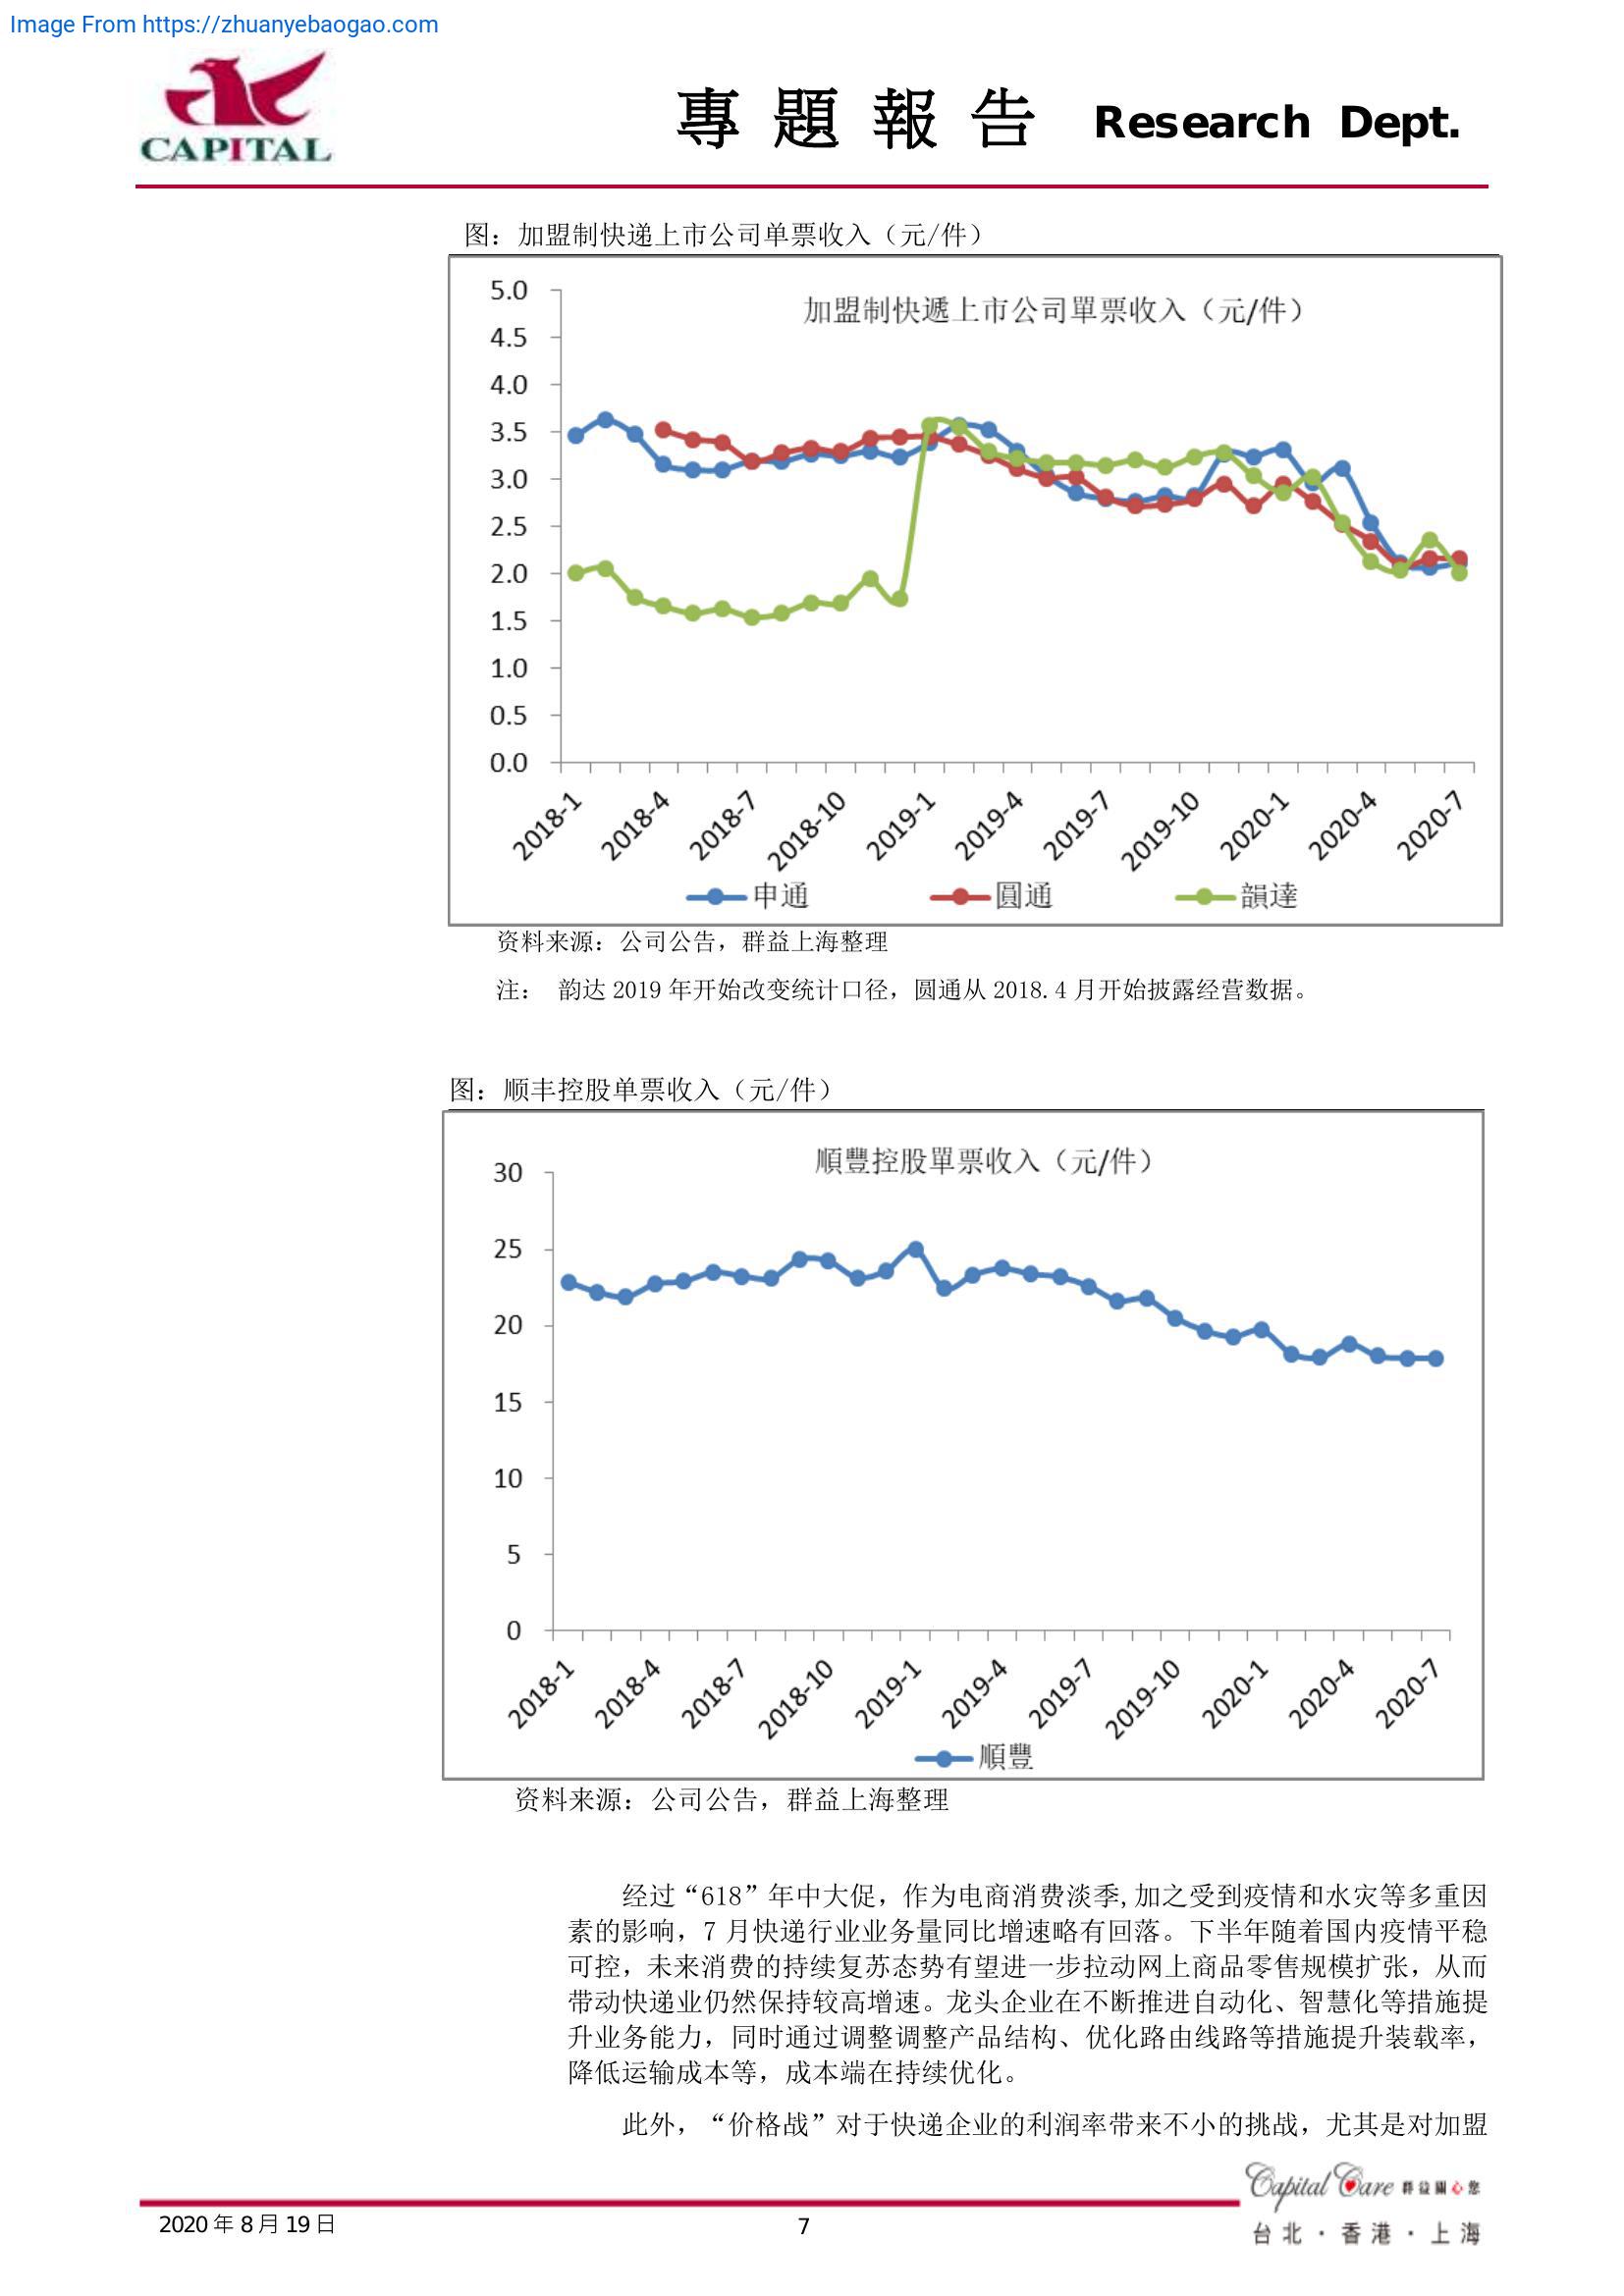 Image From https://zhuanyebaogao.com
CAPITAL
專 題 報 告 Research Dept.
图：加盟制快递上市公司单票收入（元/件）
加盟制快遞上市公司單票收入（元/件）
5.0
4.5
4.0
3.5
3.0
2.5
2.0
1.5
1.0
0.5
0.0
2018-1
2018-4
2018-7
2018-10
2019-1
2019-4
2019-7
2019-10
2020-1
2020-4
2020-7
申通
圓通
韻達
资料来源：公司公告，群益上海整理
注： 韵达 2019 年开始改变统计口径，圆通从 2018.4 月开始披露经营数据。
图：顺丰控股单票收入（元/件）
順豐控股單票收入（元/件）
30
25
20
15
10
5
0
2018-1
2018-4
2018-7
2018-10
2019-1
2019-4
2019-7
2019-10
2020-1
2020-4
2020-7
順豐
资料来源：公司公告，群益上海整理
经过“618”年中大促，作为电商消费淡季,加之受到疫情和水灾等多重因
素的影响，7 月快递行业业务量同比增速略有回落。下半年随着国内疫情平稳
可控，未来消费的持续复苏态势有望进一步拉动网上商品零售规模扩张，从而
带动快递业仍然保持较高增速。龙头企业在不断推进自动化、智慧化等措施提
升业务能力，同时通过调整调整产品结构、优化路由线路等措施提升装载率，
降低运输成本等，成本端在持续优化。
此外，“价格战”对于快递企业的利润率带来不小的挑战，尤其是对加盟
Capital Care 群益關心您
2020 年 8 月 19 日
7
台 北 · 香 港 · 上 海